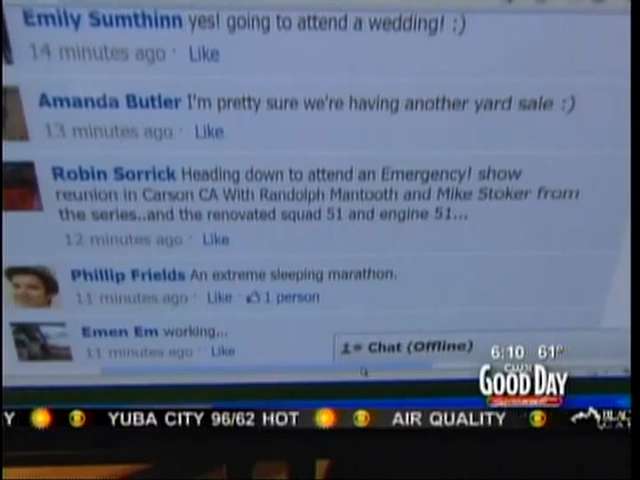 Emily Sumthinn yes! going to attend a wedding! :)
14 minutes ago · Like
Amanda Butler I'm pretty sure we're having another yard sale :)
13 minutes ago · Like
Robin Sorrick Heading down to attend an Emergency! show
reunion in Carson CA With Randolph Mantooth and Mike Stoker from
the series..and the renovated squad 51 and engine 51...
12 minutes ago · Like
Phillip Frields An extreme sleeping marathon.
11 minutes ago · Like · 1 person
Emen Em working...
11 minutes ago · Like
Chat (Offline)
6:10 61°
GOOD DAY
Y YUBA CITY 96/62 HOT AIR QUALITY